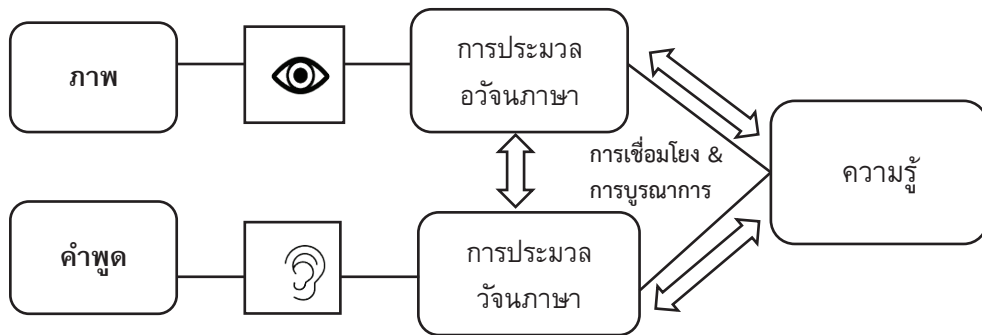 ภาพ
การประมวล
อวัจนภาษา
การเชื่อมโยง &
การบูรณาการ
ความรู้
คำพูด
การประมวล
วัจนภาษา